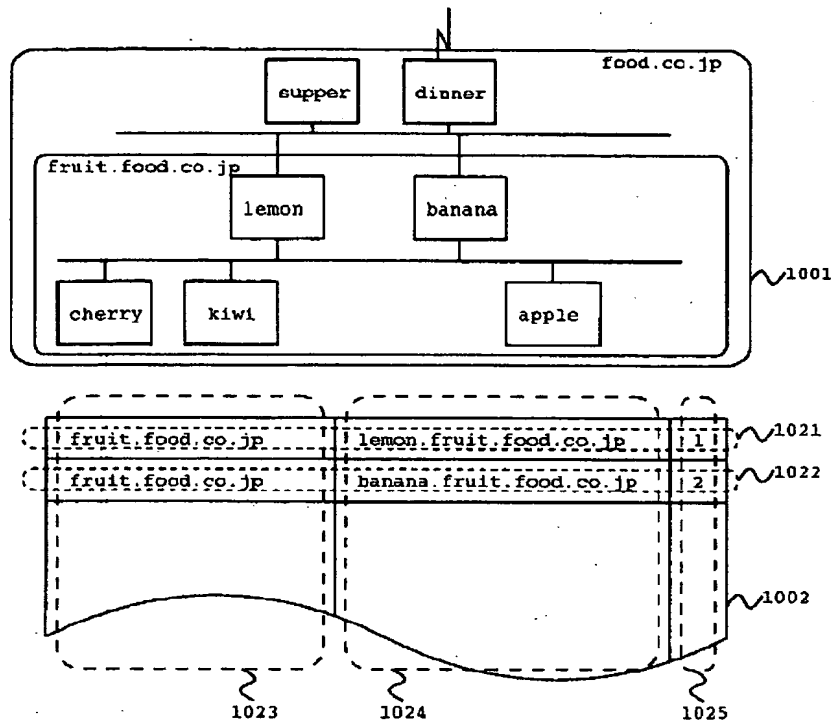 food.co.jp
supper
dinner
fruit.food.co.jp
lemon
banana
cherry
kiwi
apple
1001
fruit.food.co.jp lemon.fruit.food.co.jp 1
1021
fruit.food.co.jp banana.fruit.food.co.jp 2
1022
1002
1023
1024
1025